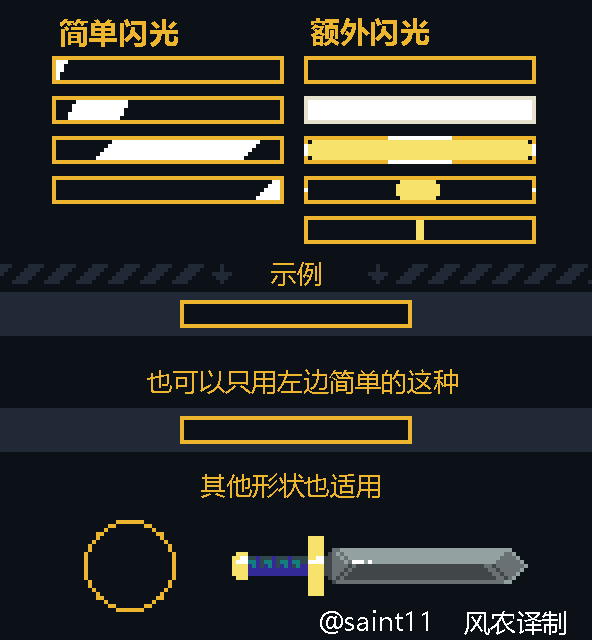 简单闪光
额外闪光
示例
也可以只用左边简单的这种
其他形状也适用
@saint11 风农译制